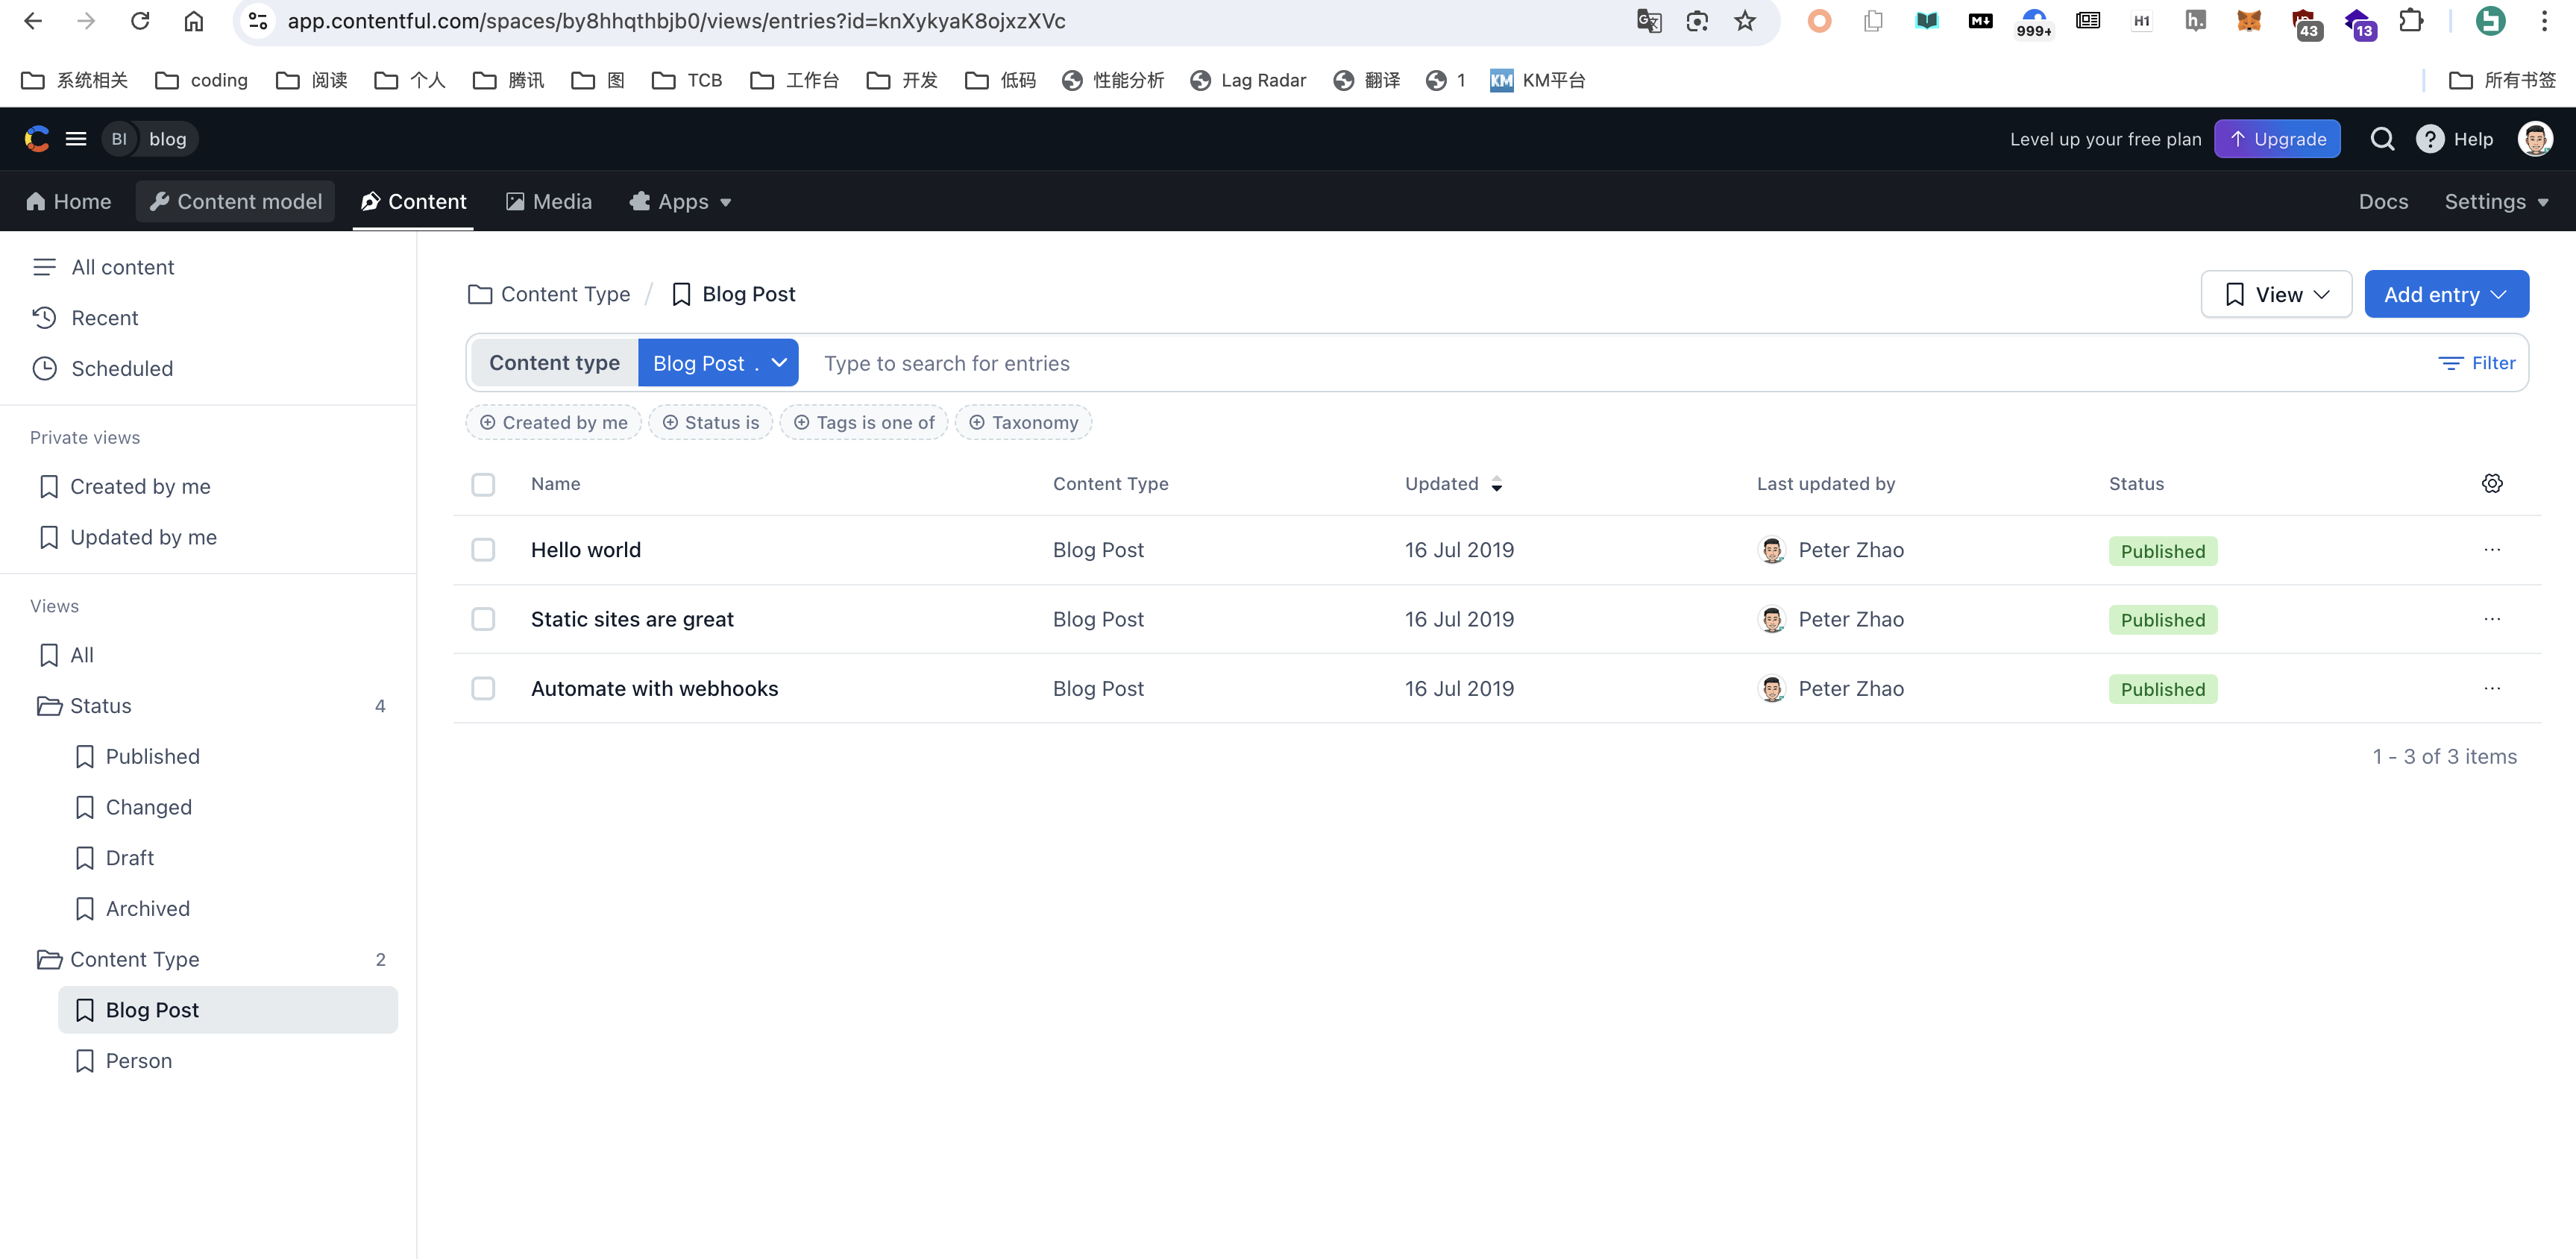 app.contentful.com/spaces/by8hhqthbjb0/views/entries?id=knXykyaK8ojxzXVc
999+
H1
h.
43
13
系统相关 coding 阅读 个人 腾讯 图 TCB 工作台 开发 低码 性能分析 Lag Radar 翻译 1 KM KM平台 所有书签
BI blog Level up your free plan Upgrade Help
Home Content model Content Media Apps Docs Settings
All content
Recent
Scheduled
Private views
Created by me
Updated by me
Views
All
Status 4
Published
Changed
Draft
Archived
Content Type 2
Blog Post
Person
Content Type / Blog Post View Add entry
Content type Blog Post . Type to search for entries Filter
Created by me Status is Tags is one of Taxonomy
Name Content Type Updated Last updated by Status
Hello world Blog Post 16 Jul 2019 Peter Zhao Published ...
Static sites are great Blog Post 16 Jul 2019 Peter Zhao Published ...
Automate with webhooks Blog Post 16 Jul 2019 Peter Zhao Published ...
1 - 3 of 3 items